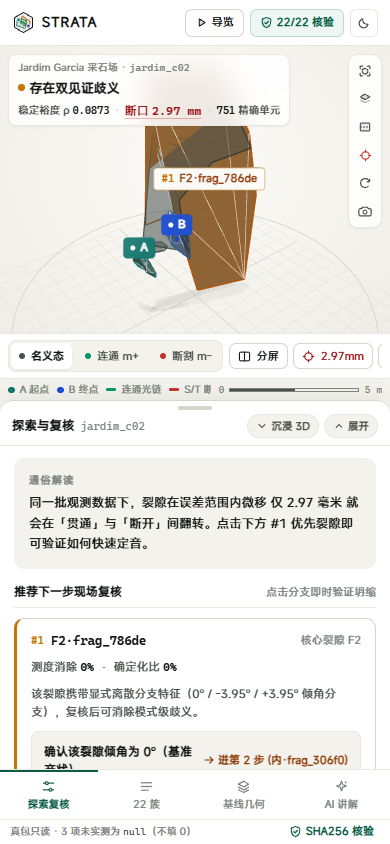 STRATA
导览
22/22 核验
Jardim Garcia 采石场 · jardim_c02
存在双见证歧义
稳定裕度 ρ 0.0873 · 断口 2.97 mm · 751 精确单元
#1 F2·frag_786de
B
A
名义态
连通 m+
断割 m−
分屏
2.97mm
A 起点
B 终点
连通光链
S/T
0
5 m
探索与复核 jardim_c02
沉浸 3D
展开
通俗解读
同一批观测数据下，裂隙在误差范围内微移 仅 2.97 毫米 就
会在「贯通」与「断开」间翻转。点击下方 #1 优先裂隙即
可验证如何快速定音。
推荐下一步现场复核
点击分支即时验证坍缩
#1 F2·frag_786de
核心裂隙 F2
测度消除 0% · 确定化比 0%
该裂隙携带显式离散分支特征（0° / −3.95° / +3.95° 倾角分
支），复核后可消除模式级歧义。
确认该裂隙倾角为 0°（基准
产状）
→ 进第 2 步 (内·frag_306f0)
探索复核
22 簇
基线几何
AI 讲解
真包只读 · 3 项未实测为 null（不填 0）
SHA256 核验